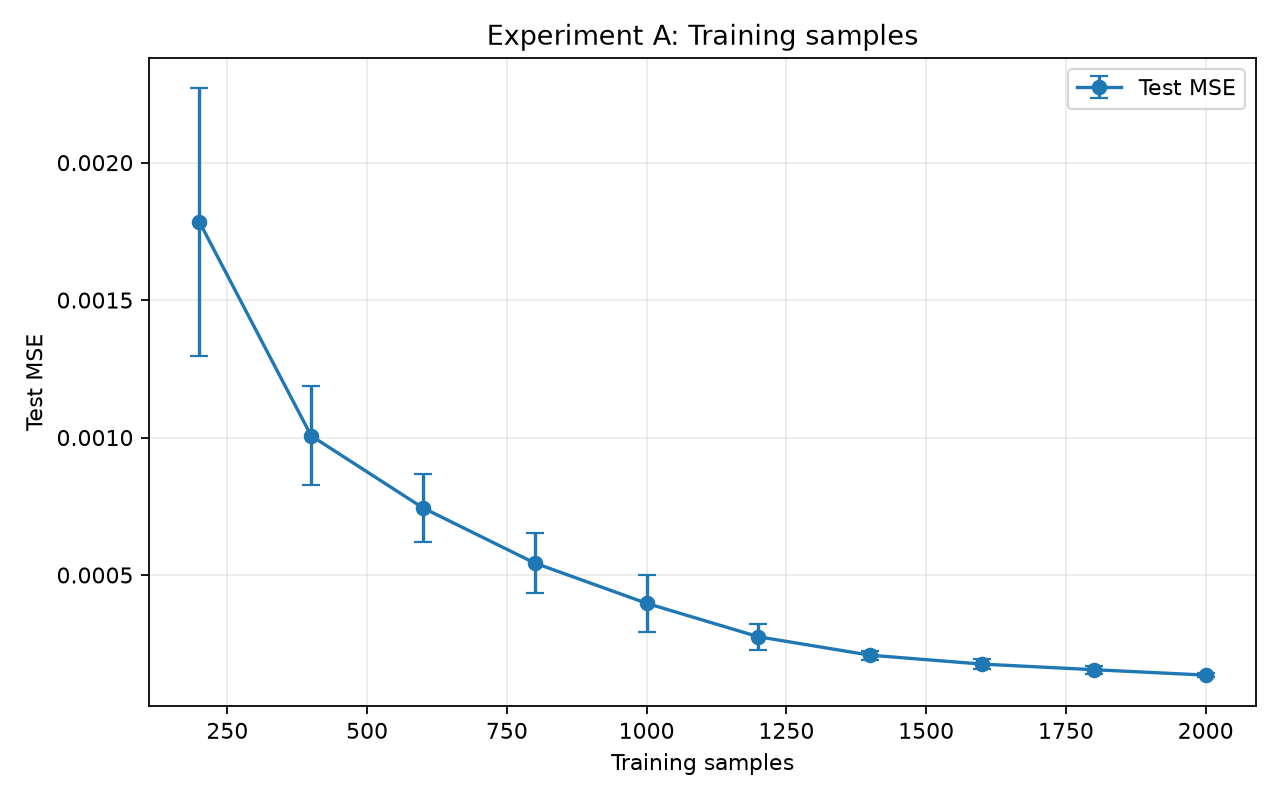 Experiment A: Training samples
Test MSE
0.0020
0.0015
0.0010
0.0005
Test MSE
250 500 750 1000 1250 1500 1750 2000
Training samples